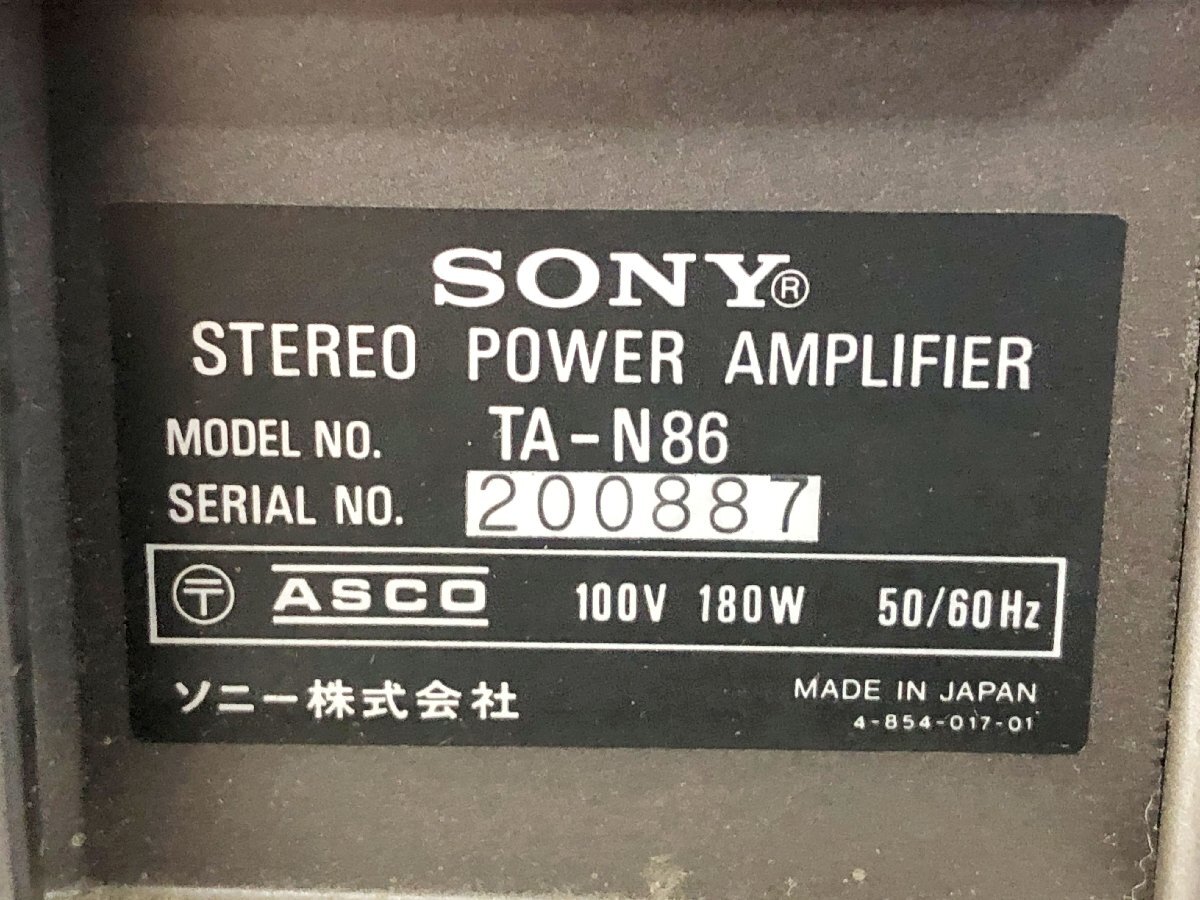 SONY®
STEREO POWER AMPLIFIER
MODEL NO. TA-N86
SERIAL NO. 200887
〒 ASCO 100V 180W 50/60Hz
ソニー株式会社
MADE IN JAPAN
4-854-017-01